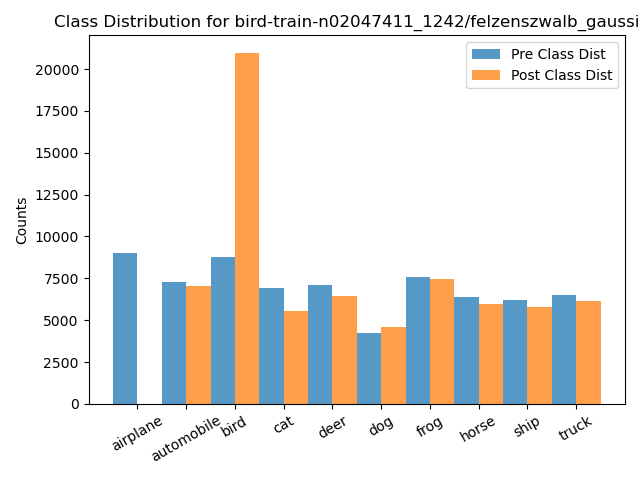 Class Distribution for bird-train-n02047411_1242/felzenszwalb_gaussi
Pre Class Dist
Post Class Dist
Counts
20000
17500
15000
12500
10000
7500
5000
2500
0
airplane
automobile
bird
cat
deer
dog
frog
horse
ship
truck